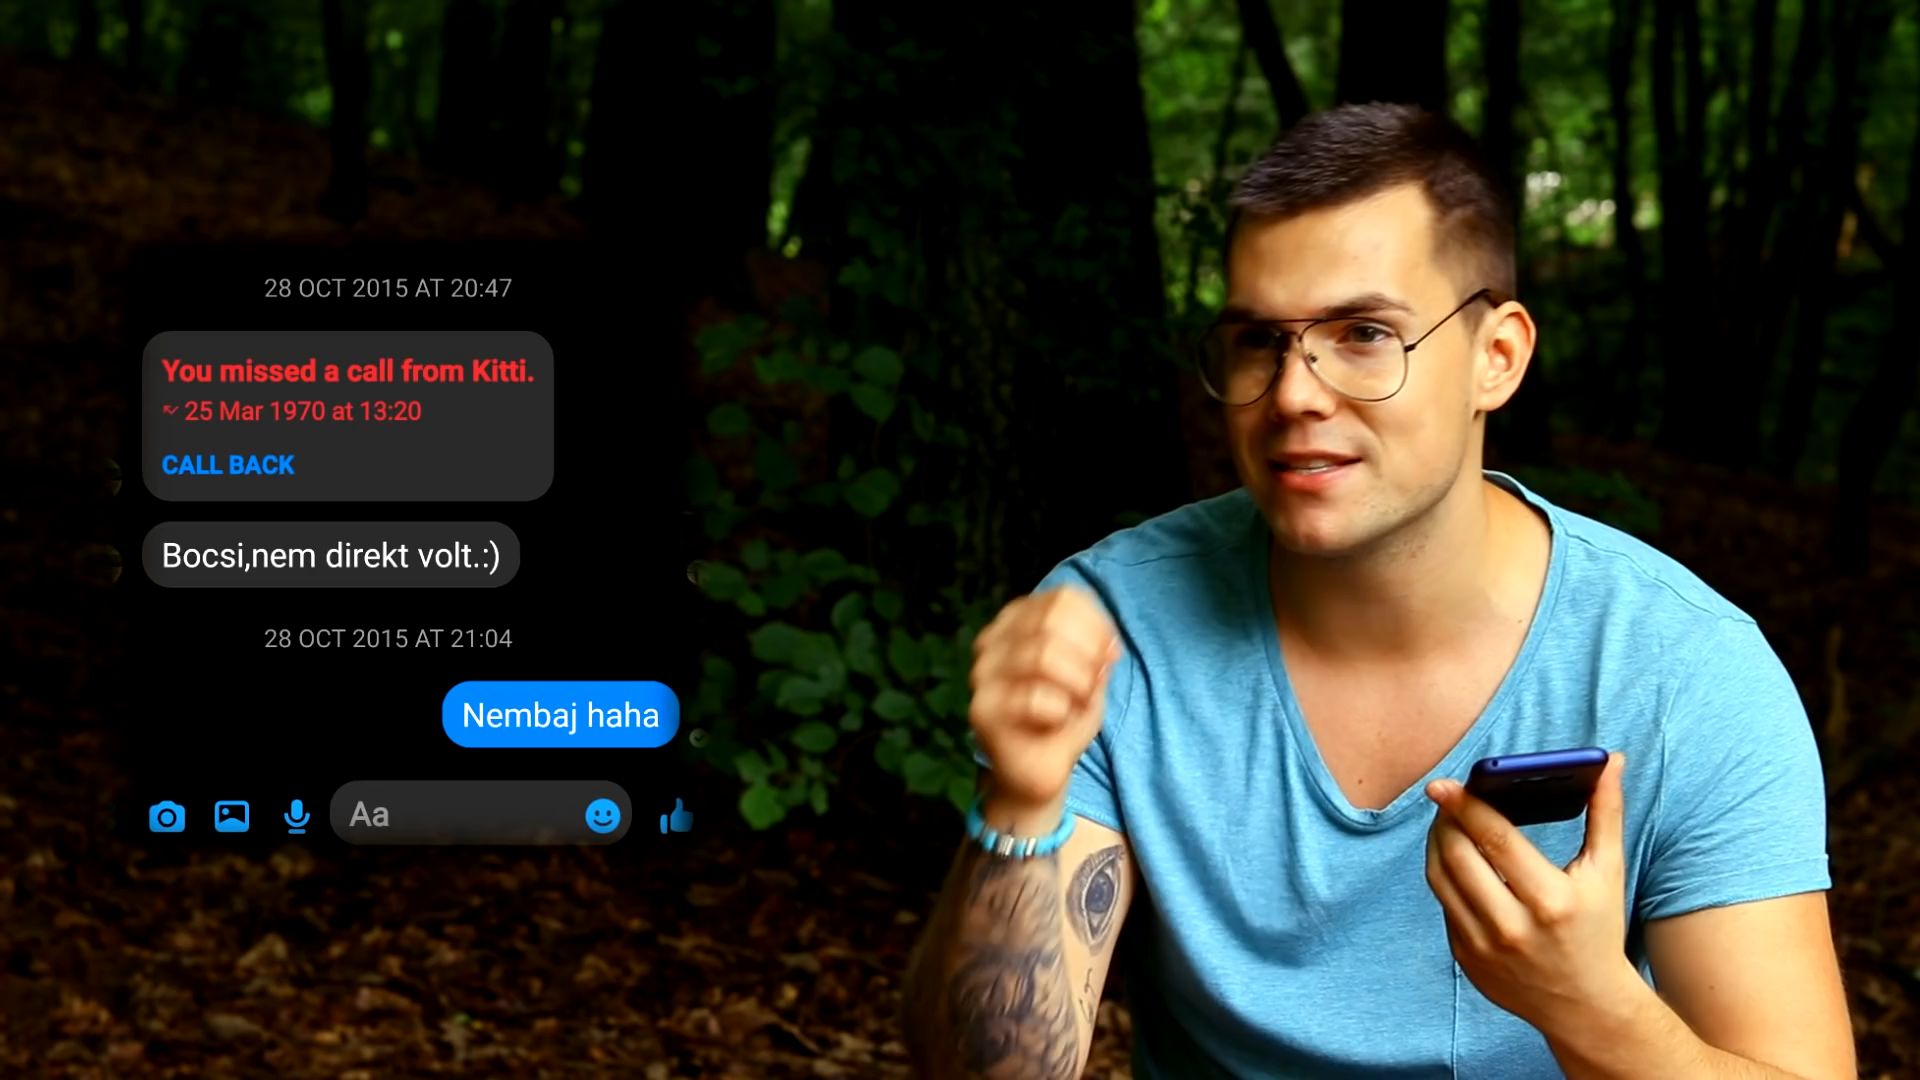 28 OCT 2015 AT 20:47
You missed a call from Kitti.
25 Mar 1970 at 13:20
CALL BACK
Bocsi,nem direkt volt.:)
28 OCT 2015 AT 21:04
Nembaj haha
Aa